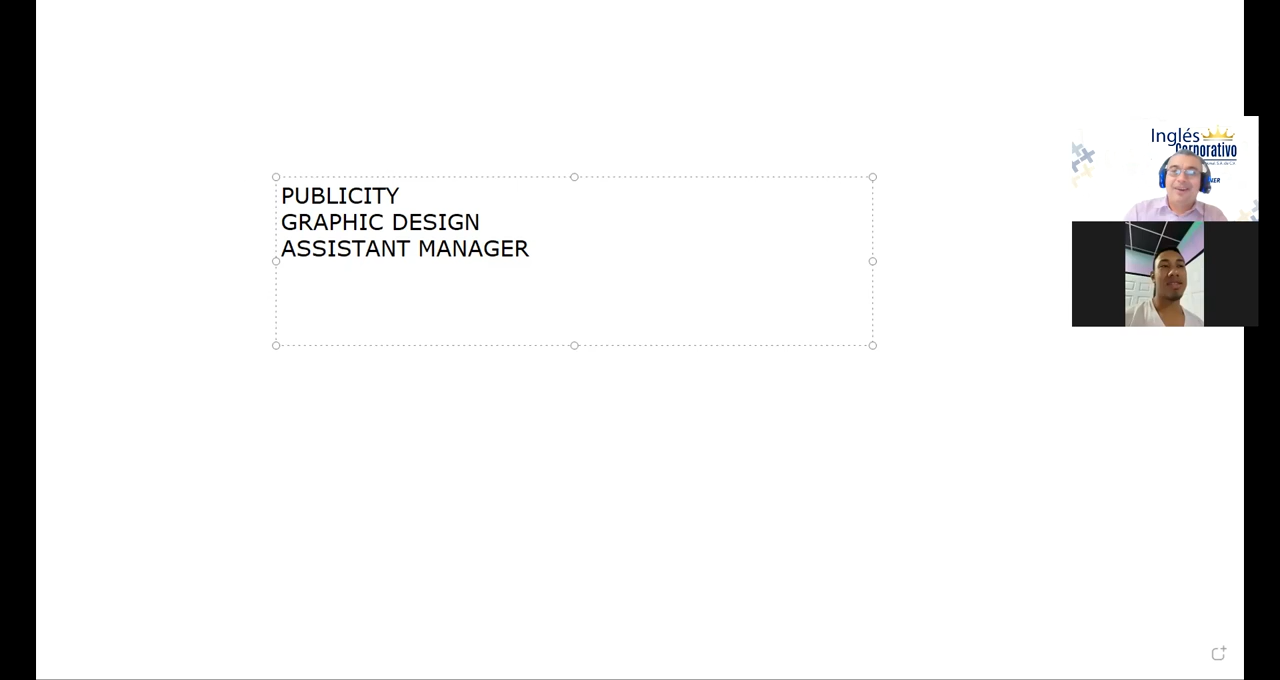 PUBLICITY
GRAPHIC DESIGN
ASSISTANT MANAGER
Inglés
Corporativo